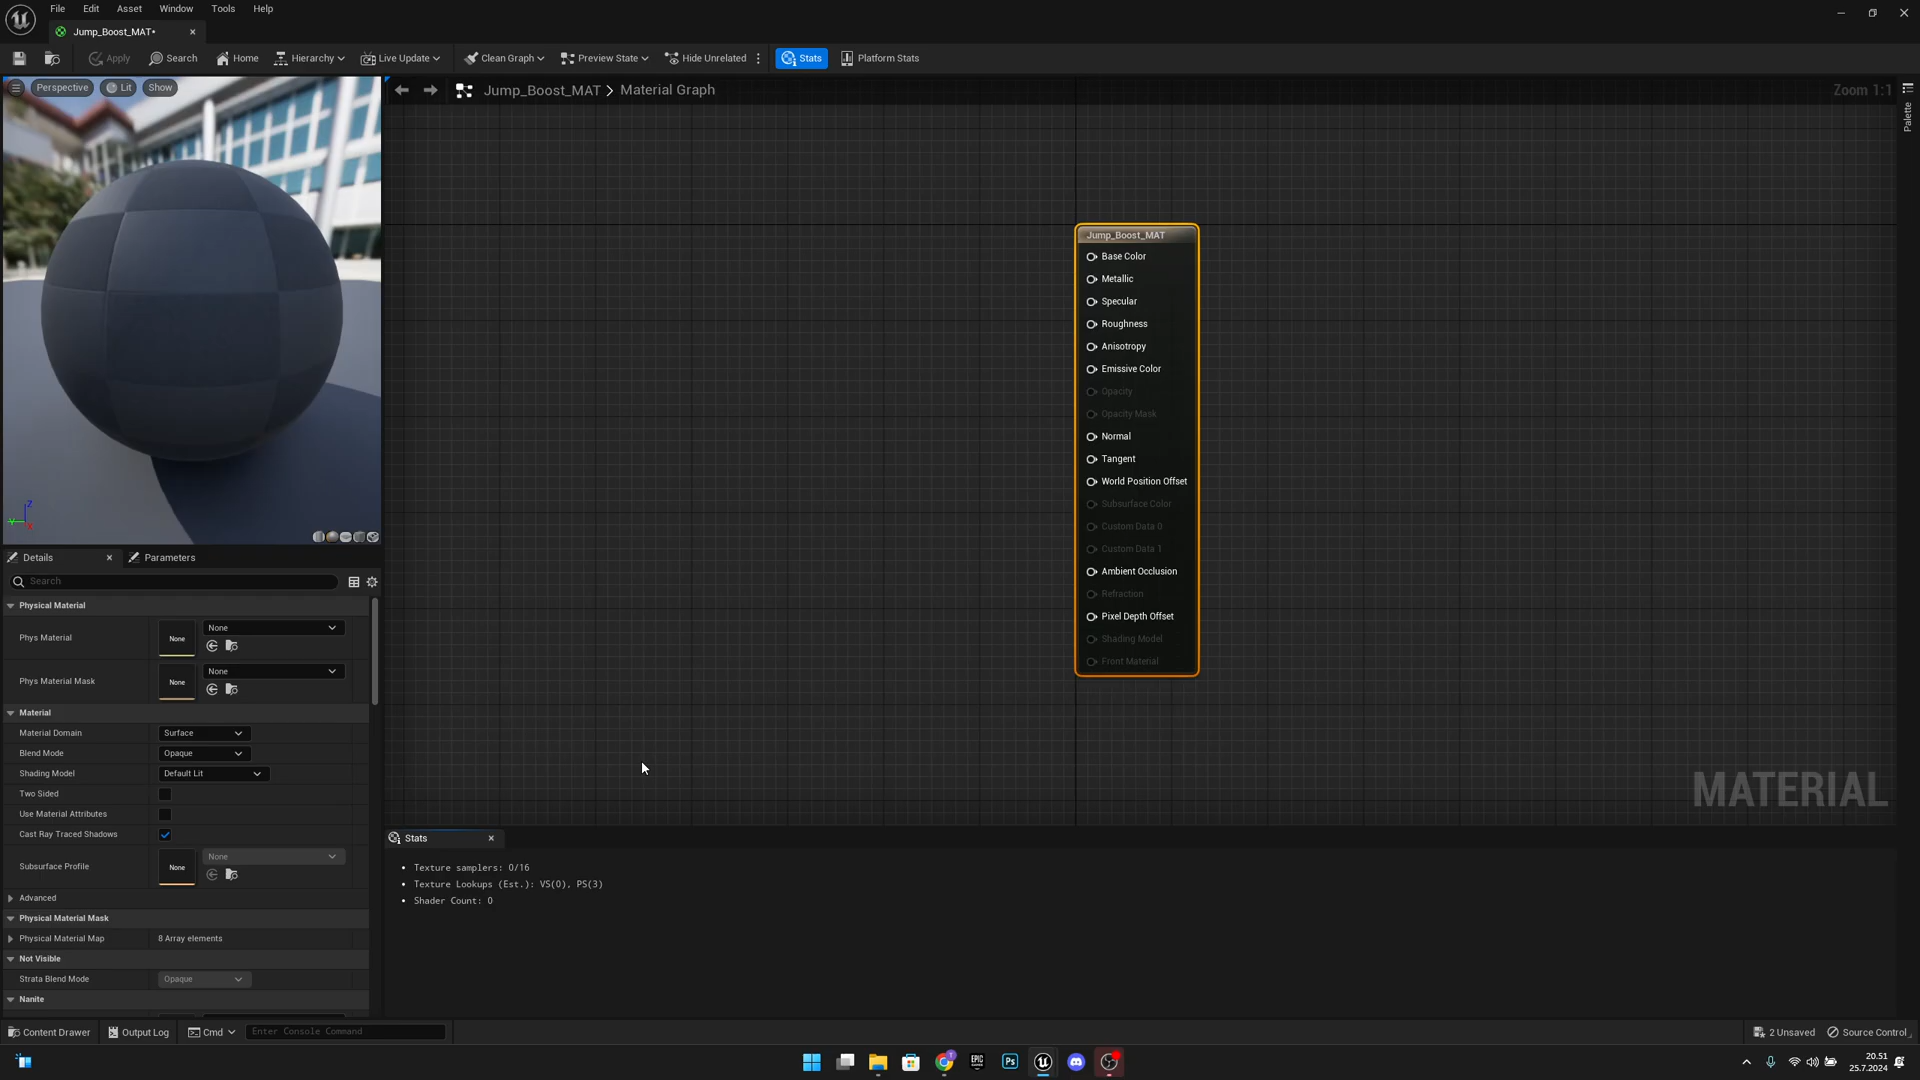 File Edit Asset Window Tools Help
Jump_Boost_MAT•
Apply Search Home Hierarchy Live Update Clean Graph Preview State Hide Unrelated Stats Platform Stats
Perspective Lit Show
Jump_Boost_MAT > Material Graph
Zoom 1:1
Palette
Jump_Boost_MAT
Base Color
Metallic
Specular
Roughness
Anisotropy
Emissive Color
Opacity
Opacity Mask
Normal
Tangent
World Position Offset
Subsurface Color
Custom Data 0
Custom Data 1
Ambient Occlusion
Refraction
Pixel Depth Offset
Shading Model
Front Material
MATERIAL
Z
Y
X
Details Parameters
Search
Physical Material
Phys Material None None
Phys Material Mask None None
Material
Material Domain Surface
Blend Mode Opaque
Shading Model Default Lit
Two Sided
Use Material Attributes
Cast Ray Traced Shadows
Subsurface Profile None None
Advanced
Physical Material Mask
Physical Material Map 8 Array elements
Not Visible
Strata Blend Mode Opaque
Nanite
Stats
• Texture samplers: 0/16
• Texture Lookups (Est.): VS(0), PS(3)
• Shader Count: 0
Content Drawer Output Log Cmd Enter Console Command
2 Unsaved Source Control
EPIC GAMES
Ps
20.51
25.7.2024